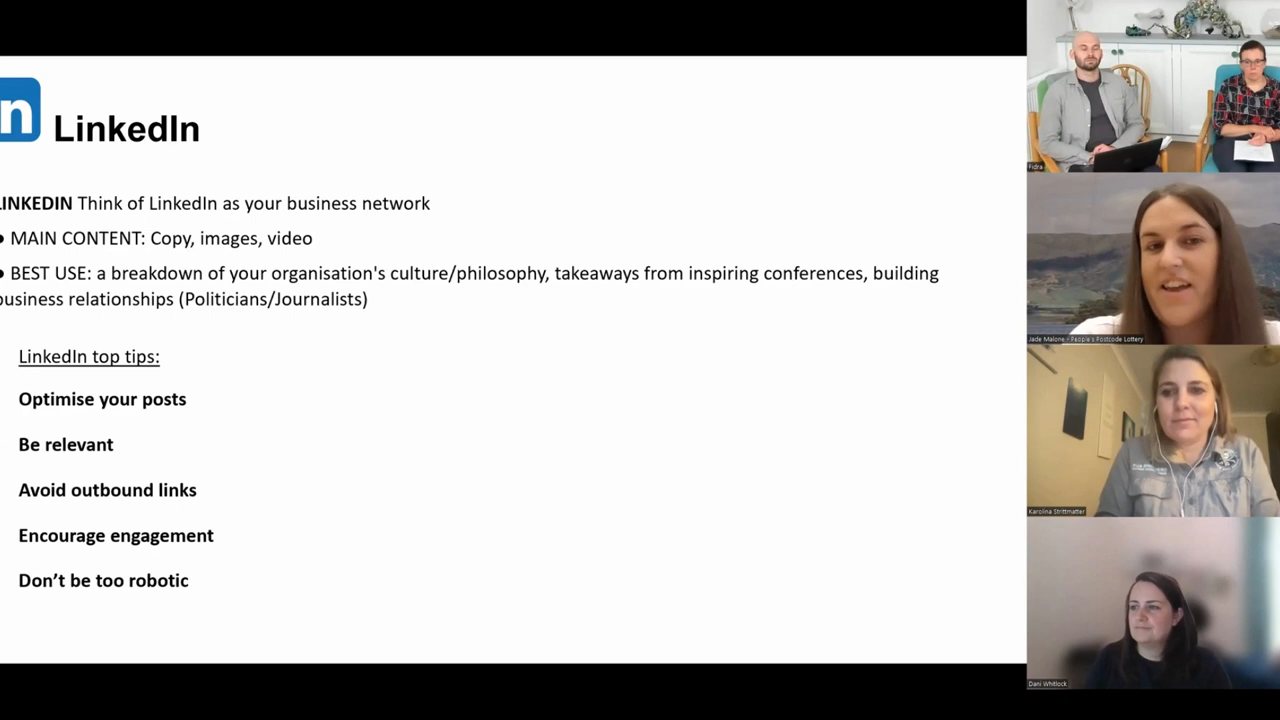 n LinkedIn
LINKEDIN Think of LinkedIn as your business network
● MAIN CONTENT: Copy, images, video
● BEST USE: a breakdown of your organisation's culture/philosophy, takeaways from inspiring conferences, building
business relationships (Politicians/Journalists)
LinkedIn top tips:
Optimise your posts
Be relevant
Avoid outbound links
Encourage engagement
Don't be too robotic
Fidra
Jade Malone - People's Postcode Lottery
Karolina Strittmatter
Dani Whitlock